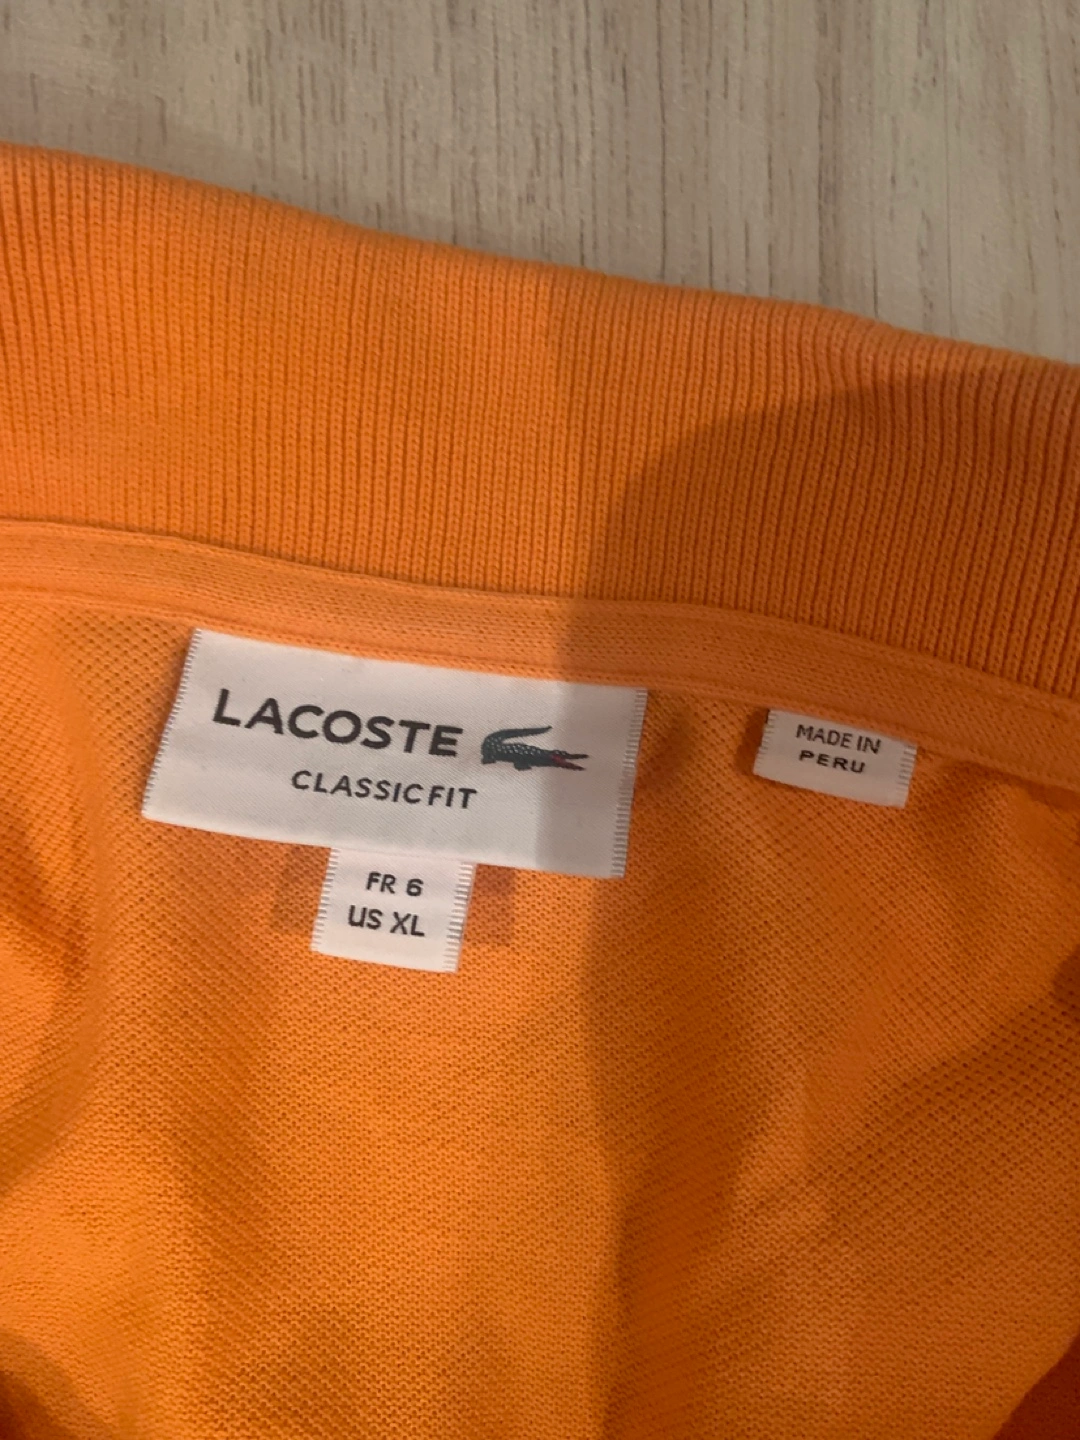 LACOSTE
CLASSIC FIT
FR 6
US XL
MADE IN
PERU